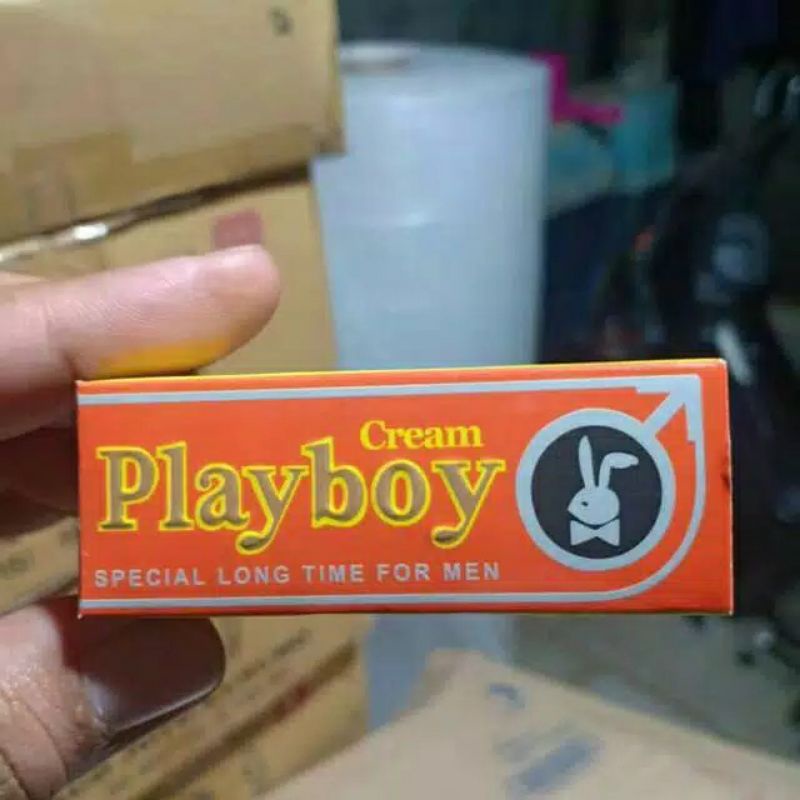 Cream
Playboy
SPECIAL LONG TIME FOR MEN